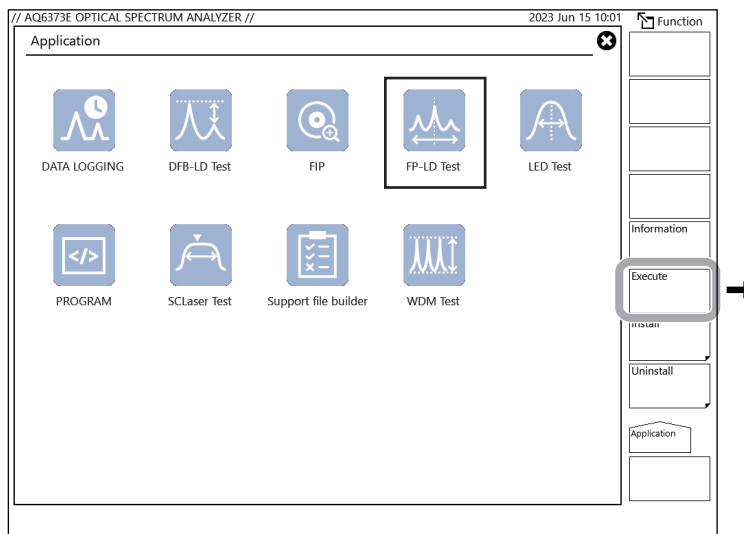 // AQ6373E OPTICAL SPECTRUM ANALYZER // 2023 Jun 15 10:01
Function
Application
DATA LOGGING DFB-LD Test FIP FP-LD Test LED Test
Information
Execute
PROGRAM SCLaser Test Support file builder WDM Test
Install
Uninstall
Application